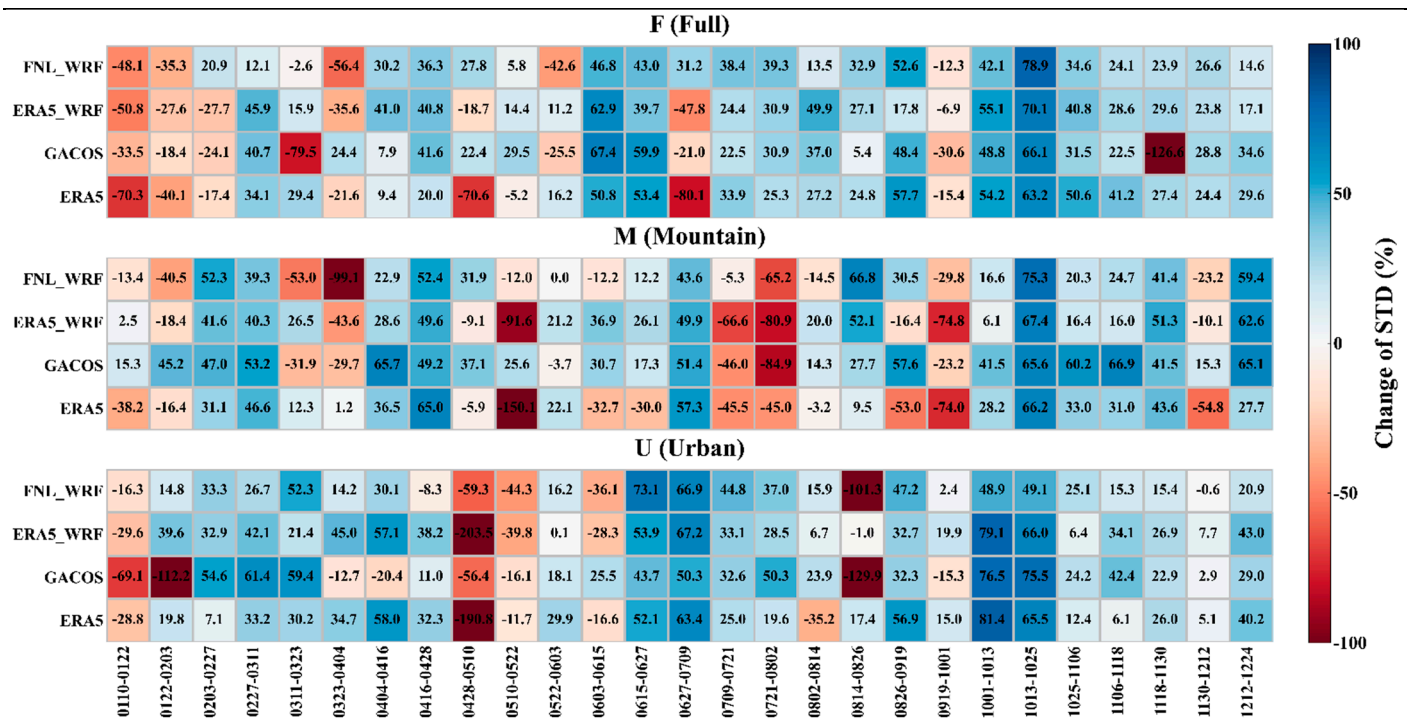 F (Full)
FNL_WRF -48.1 -35.3 20.9 12.1 -2.6 -56.4 30.2 36.3 27.8 5.8 -42.6 46.8 43.0 31.2 38.4 39.3 13.5 32.9 52.6 -12.3 42.1 78.9 34.6 24.1 23.9 26.6 14.6
ERA5_WRF -50.8 -27.6 -27.7 45.9 15.9 -35.6 41.0 40.8 -18.7 14.4 11.2 62.9 39.7 -47.8 24.4 30.9 49.9 27.1 17.8 -6.9 55.1 70.1 40.8 28.6 29.6 23.8 17.1
GACOS -33.5 -18.4 -24.1 40.7 -79.5 24.4 7.9 41.6 22.4 29.5 -25.5 67.4 59.9 -21.0 22.5 30.9 37.0 5.4 48.4 -30.6 48.8 66.1 31.5 22.5 -126.6 28.8 34.6
ERA5 -70.3 -40.1 -17.4 34.1 29.4 -21.6 9.4 20.0 -70.6 -5.2 16.2 50.8 53.4 -80.1 33.9 25.3 27.2 24.8 57.7 -15.4 54.2 63.2 50.6 41.2 27.4 24.4 29.6
M (Mountain)
FNL_WRF -13.4 -40.5 52.3 39.3 -53.0 -99.1 22.9 52.4 31.9 -12.0 0.0 -12.2 12.2 43.6 -5.3 -65.2 -14.5 66.8 30.5 -29.8 16.6 75.3 20.3 24.7 41.4 -23.2 59.4
ERA5_WRF 2.5 -18.4 41.6 40.3 26.5 -43.6 28.6 49.6 -9.1 -91.6 21.2 36.9 26.1 49.9 -66.6 -80.9 20.0 52.1 -16.4 -74.8 6.1 67.4 16.4 16.0 51.3 -10.1 62.6
GACOS 15.3 45.2 47.0 53.2 -31.9 -29.7 65.7 49.2 37.1 25.6 -3.7 30.7 17.3 51.4 -46.0 -84.9 14.3 27.7 57.6 -23.2 41.5 65.6 60.2 66.9 41.5 15.3 65.1
ERA5 -38.2 -16.4 31.1 46.6 12.3 1.2 36.5 65.0 -5.9 -150.1 22.1 -32.7 -30.0 57.3 -45.5 -45.0 -3.2 9.5 -53.0 -74.0 28.2 66.2 33.0 31.0 43.6 -54.8 27.7
U (Urban)
FNL_WRF -16.3 14.8 33.3 26.7 52.3 14.2 30.1 -8.3 -59.3 -44.3 16.2 -36.1 73.1 66.9 44.8 37.0 15.9 -101.3 47.2 2.4 48.9 49.1 25.1 15.3 15.4 -0.6 20.9
ERA5_WRF -29.6 39.6 32.9 42.1 21.4 45.0 57.1 38.2 -203.5 -39.8 0.1 -28.3 53.9 67.2 33.1 28.5 6.7 -1.0 32.7 19.9 79.1 66.0 6.4 34.1 26.9 7.7 43.0
GACOS -69.1 -112.2 54.6 61.4 59.4 -12.7 -20.4 11.0 -56.4 -16.1 18.1 25.5 43.7 50.3 32.6 50.3 23.9 -129.9 32.3 -15.3 76.5 75.5 24.2 42.4 22.9 2.9 29.0
ERA5 -28.8 19.8 7.1 33.2 30.2 34.7 58.0 32.3 -190.8 -11.7 29.9 -16.6 52.1 63.4 25.0 19.6 -35.2 17.4 56.9 15.0 81.4 65.5 12.4 6.1 26.0 5.1 40.2
0110-0122
0122-0203
0203-0227
0227-0311
0311-0323
0323-0404
0404-0416
0416-0428
0428-0510
0510-0522
0522-0603
0603-0615
0615-0627
0627-0709
0709-0721
0721-0802
0802-0814
0814-0826
0826-0919
0919-1001
1001-1013
1013-1025
1025-1106
1106-1118
1118-1130
1130-1212
1212-1224
100
50
0
-50
-100
Change of STD (%)